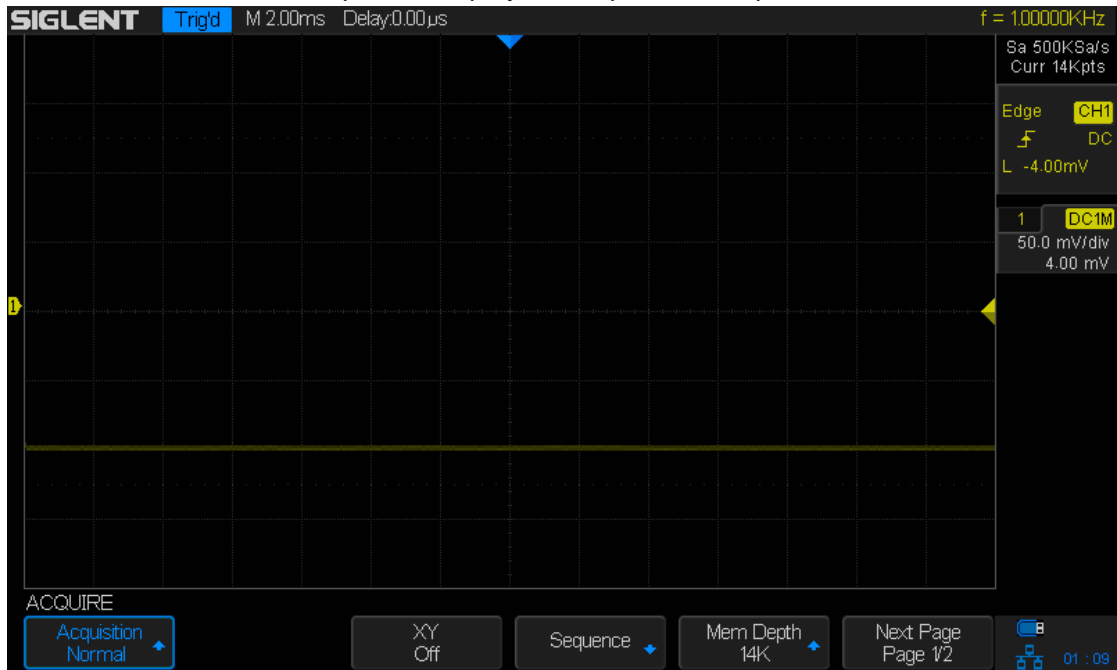 SIGLENT Trig'd M 2.00ms Delay:0.00µs f = 1.00000KHz
Sa 500KSa/s
Curr 14Kpts
Edge CH1
DC
L -4.00mV
1 DC1M
50.0 mV/div
4.00 mV
1
ACQUIRE
Acquisition
Normal
XY
Off
Sequence
Mem Depth
14K
Next Page
Page 1/2
01 : 09